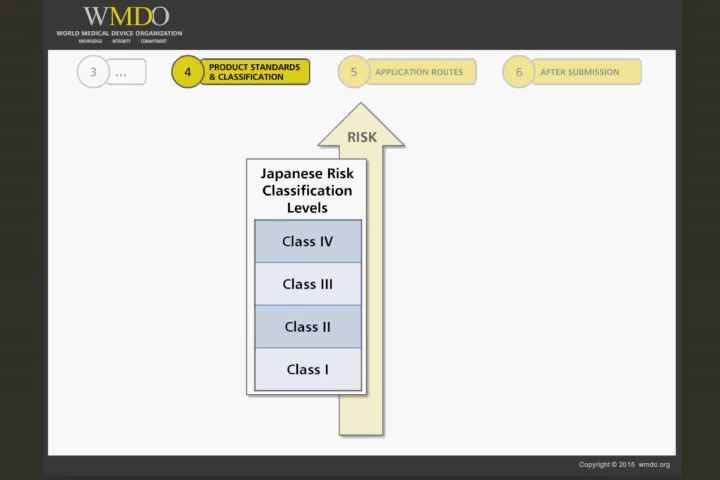 WMDO
WORLD MEDICAL DEVICE ORGANIZATION
KNOWLEDGE · INTEGRITY · COMMITMENT
3 ...
4 PRODUCT STANDARDS
& CLASSIFICATION
5 APPLICATION ROUTES
6 AFTER SUBMISSION
RISK
Japanese Risk
Classification
Levels
Class IV
Class III
Class II
Class I
Copyright © 2015 wmdo.org